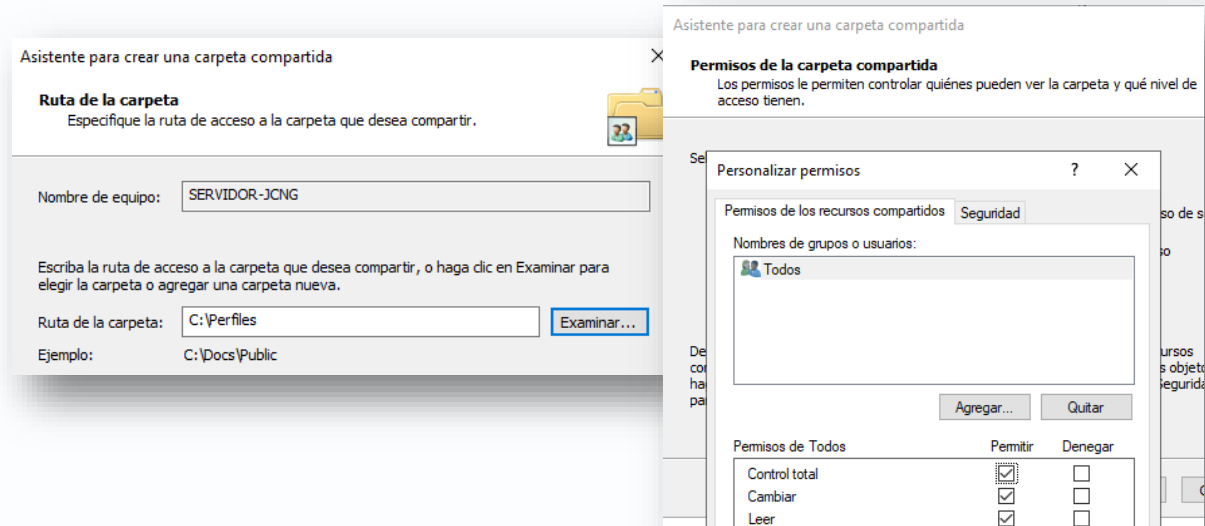 Asistente para crear una carpeta compartida
Ruta de la carpeta
Especifique la ruta de acceso a la carpeta que desea compartir.
Nombre de equipo:
SERVIDOR-JCNG
Escriba la ruta de acceso a la carpeta que desea compartir, o haga clic en Examinar para
elegir la carpeta o agregar una carpeta nueva.
Ruta de la carpeta:
C:\Perfiles
Examinar...
Ejemplo:
C:\Docs\Public
Asistente para crear una carpeta compartida
Permisos de la carpeta compartida
Los permisos le permiten controlar quiénes pueden ver la carpeta y qué nivel de
acceso tienen.
Personalizar permisos
?
Permisos de los recursos compartidos
Seguridad
Nombres de grupos o usuarios:
Todos
Agregar...
Quitar
Permisos de Todos
Permitir
Denegar
Control total
Cambiar
Leer